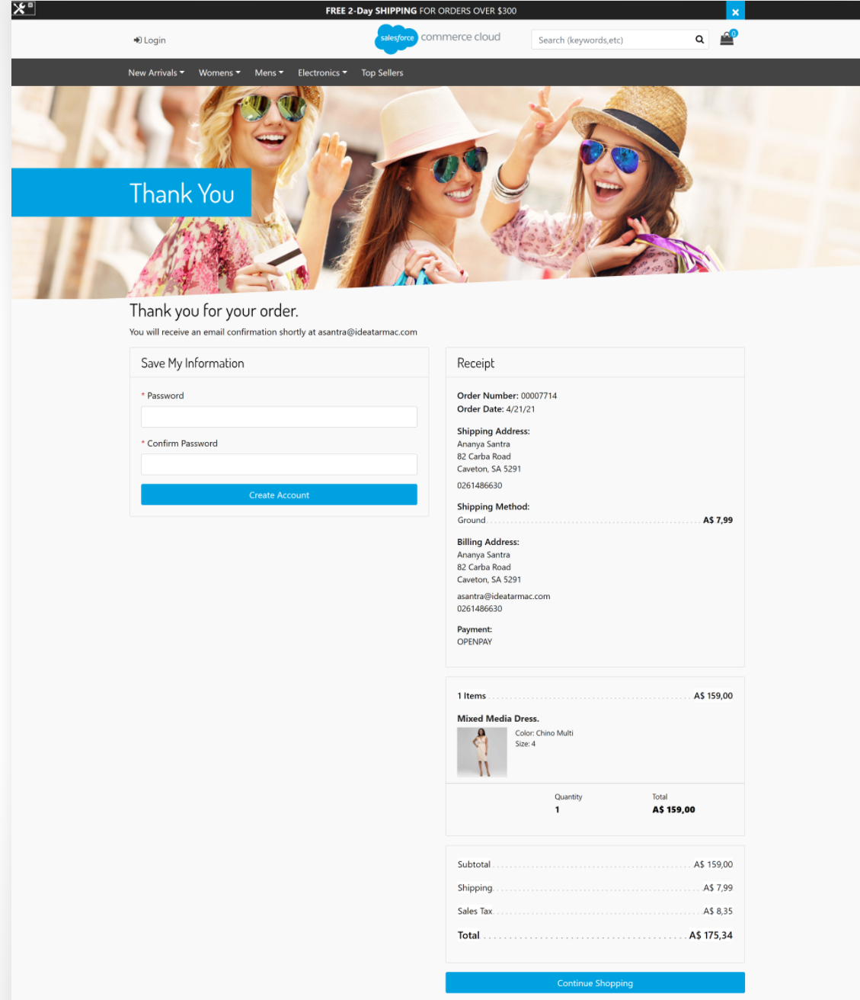 FREE 2-Day SHIPPING FOR ORDERS OVER $300
Login
salesforce commerce cloud
Search (keywords,etc)
0
New Arrivals
Womens
Mens
Electronics
Top Sellers
Thank You
Thank you for your order.
You will receive an email confirmation shortly at asantra@ideatarmac.com
Save My Information
* Password
* Confirm Password
Create Account
Receipt
Order Number: 00007714
Order Date: 4/21/21
Shipping Address:
Ananya Santra
82 Carba Road
Caveton, SA 5291
0261486630
Shipping Method:
Ground A$ 7,99
Billing Address:
Ananya Santra
82 Carba Road
Caveton, SA 5291
asantra@ideatarmac.com
0261486630
Payment:
OPENPAY
1 Items A$ 159,00
Mixed Media Dress.
Color: Chino Multi
Size: 4
Quantity Total
1 A$ 159,00
Subtotal A$ 159,00
Shipping A$ 7,99
Sales Tax A$ 8,35
Total A$ 175,34
Continue Shopping